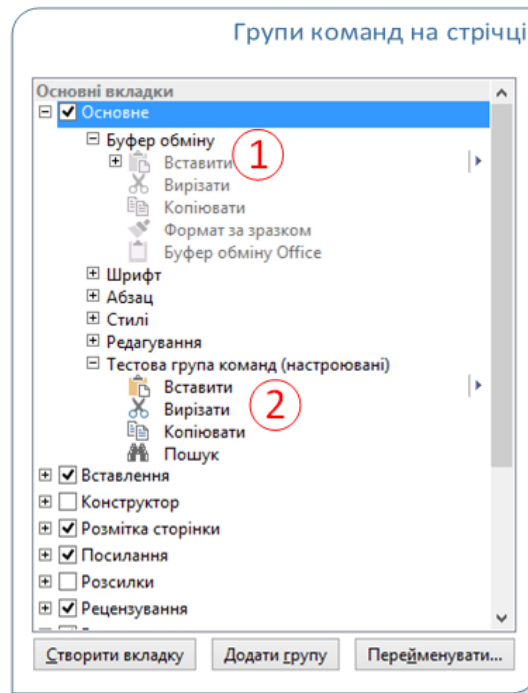 Групи команд на стрічці
Основні вкладки
Основне
Буфер обміну
1
Вставити
Вирізати
Копіювати
Формат за зразком
Буфер обміну Office
Шрифт
Абзац
Стилі
Редагування
Тестова група команд (настроювані)
Вставити
Вирізати
2
Копіювати
Пошук
Вставлення
Конструктор
Розмітка сторінки
Посилання
Розсилки
Рецензування
Створити вкладку Додати групу Перейменувати...